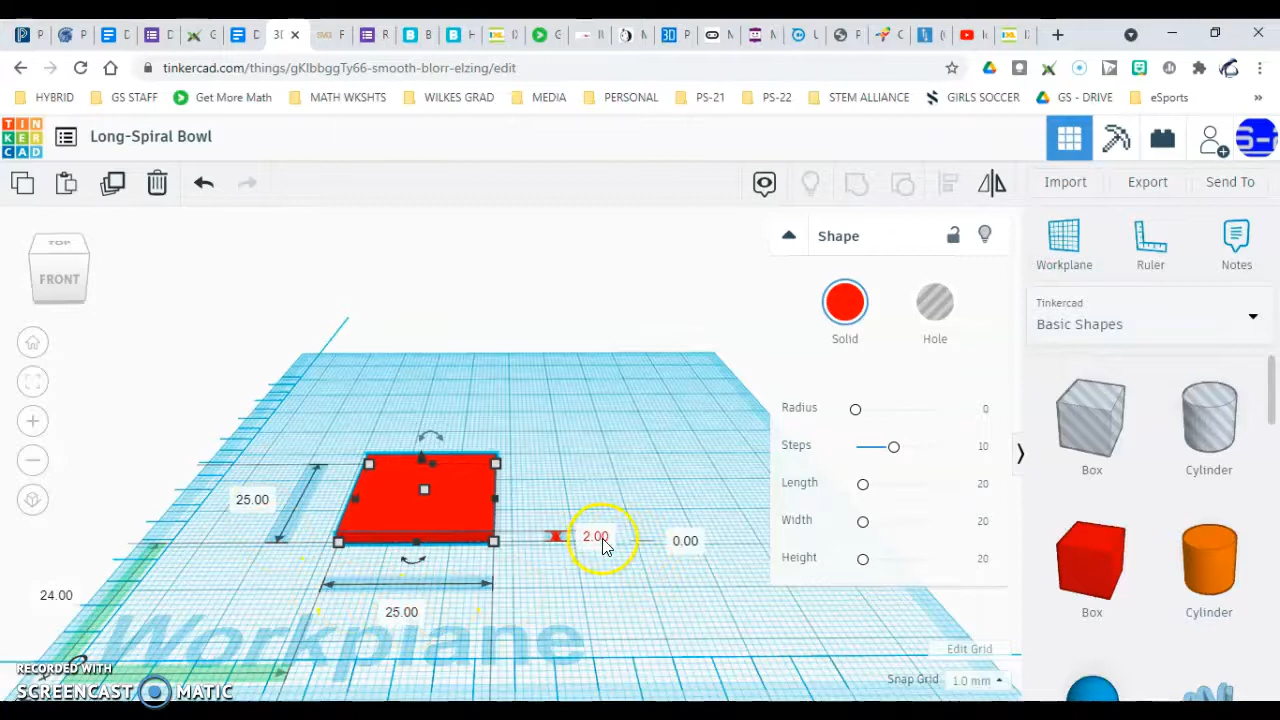 P P D D G D 3D SVG F R B B B H D G P M D L P C L Ic D
tinkercad.com/things/gKIbbggTy66-smooth-blorr-elzing/edit
HYBRID GS STAFF Get More Math MATH WKSHTS WILKES GRAD MEDIA PERSONAL PS-21 PS-22 STEM ALLIANCE GIRLS SOCCER GS - DRIVE eSports »
TIN
KER
CAD
Long-Spiral Bowl
Import Export Send To
Shape
Workplane Ruler Notes
TOP
FRONT
Solid Hole
Tinkercad
Basic Shapes
Radius 0
Steps 10
Length 20
Width 20
Height 20
Box Cylinder
Box Cylinder
25.00
2.00
0.00
24.00
25.00
Workplane
Edit Grid
Snap Grid 1.0 mm
RECORDED WITH
SCREENCAST MATIC